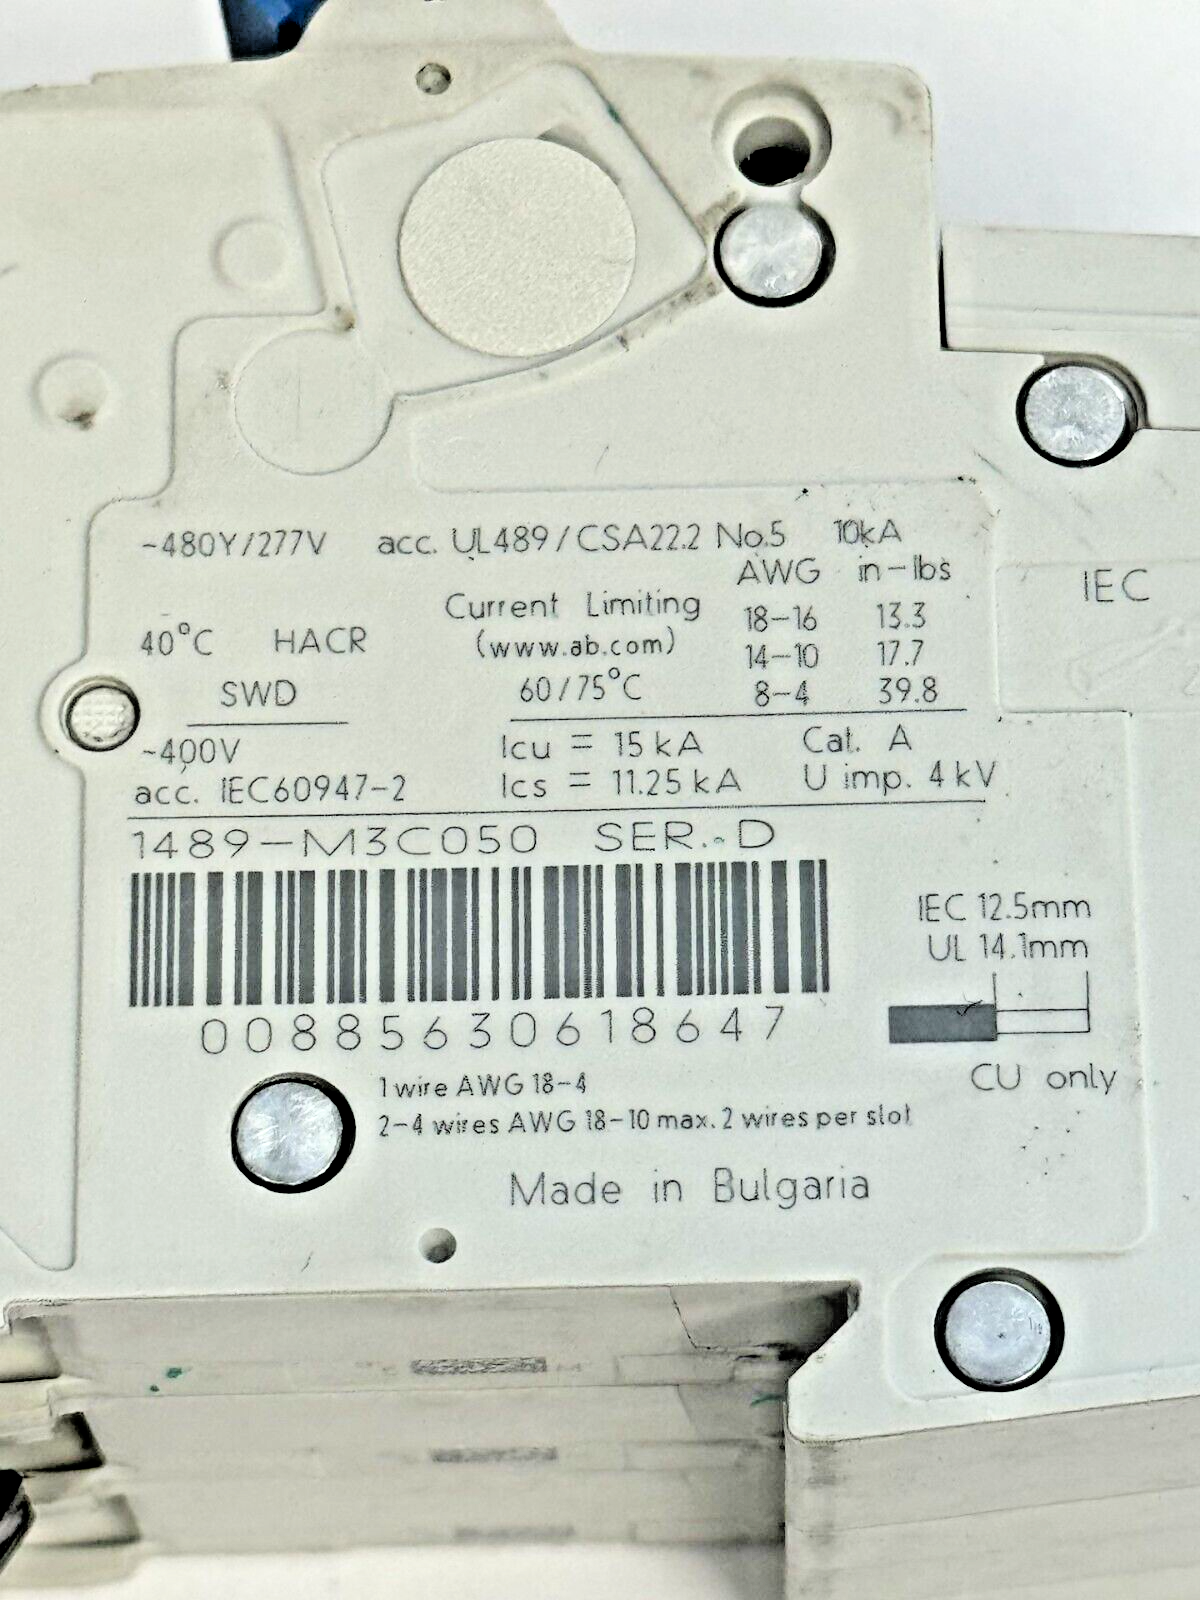 ~480Y/277V acc. UL489/CSA22.2 No.5 10kA
AWG in-lbs
IEC
Current Limiting 18-16 13.3
40°C HACR (www.ab.com) 14-10 17.7
SWD 60/75°C 8-4 39.8
~400V Icu = 15 kA Cat. A
acc. IEC60947-2 Ics = 11.25 kA U imp. 4 kV
1489-M3C050 SER. D
IEC 12.5mm
UL 14.1mm
00885630618647
CU only
1 wire AWG 18-4
2-4 wires AWG 18-10 max. 2 wires per slot
Made in Bulgaria